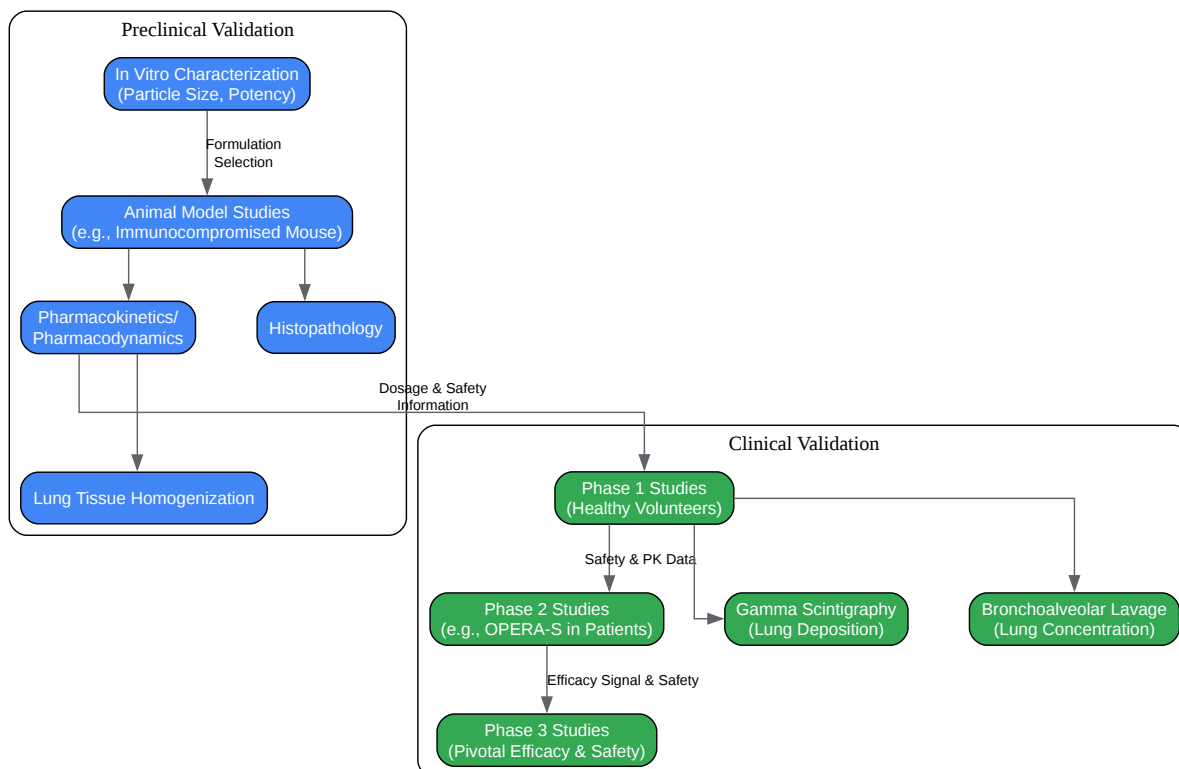 Preclinical Validation
In Vitro Characterization
(Particle Size, Potency)
Formulation
Selection
Animal Model Studies
(e.g., Immunocompromised Mouse)
Pharmacokinetics/
Pharmacodynamics
Histopathology
Dosage & Safety
Information
Lung Tissue Homogenization
Clinical Validation
Phase 1 Studies
(Healthy Volunteers)
Safety & PK Data
Phase 2 Studies
(e.g., OPERA-S in Patients)
Gamma Scintigraphy
(Lung Deposition)
Bronchoalveolar Lavage
(Lung Concentration)
Efficacy Signal & Safety
Phase 3 Studies
(Pivotal Efficacy & Safety)